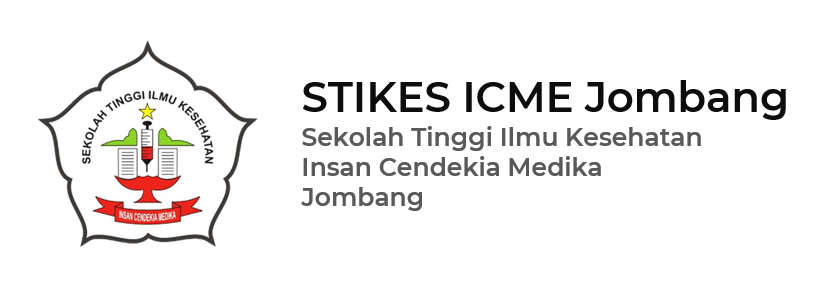 SEKOLAH TINGGI ILMU KESEHATAN
INSAN CENDEKIA MEDIKA
STIKES ICME Jombang
Sekolah Tinggi Ilmu Kesehatan
Insan Cendekia Medika
Jombang